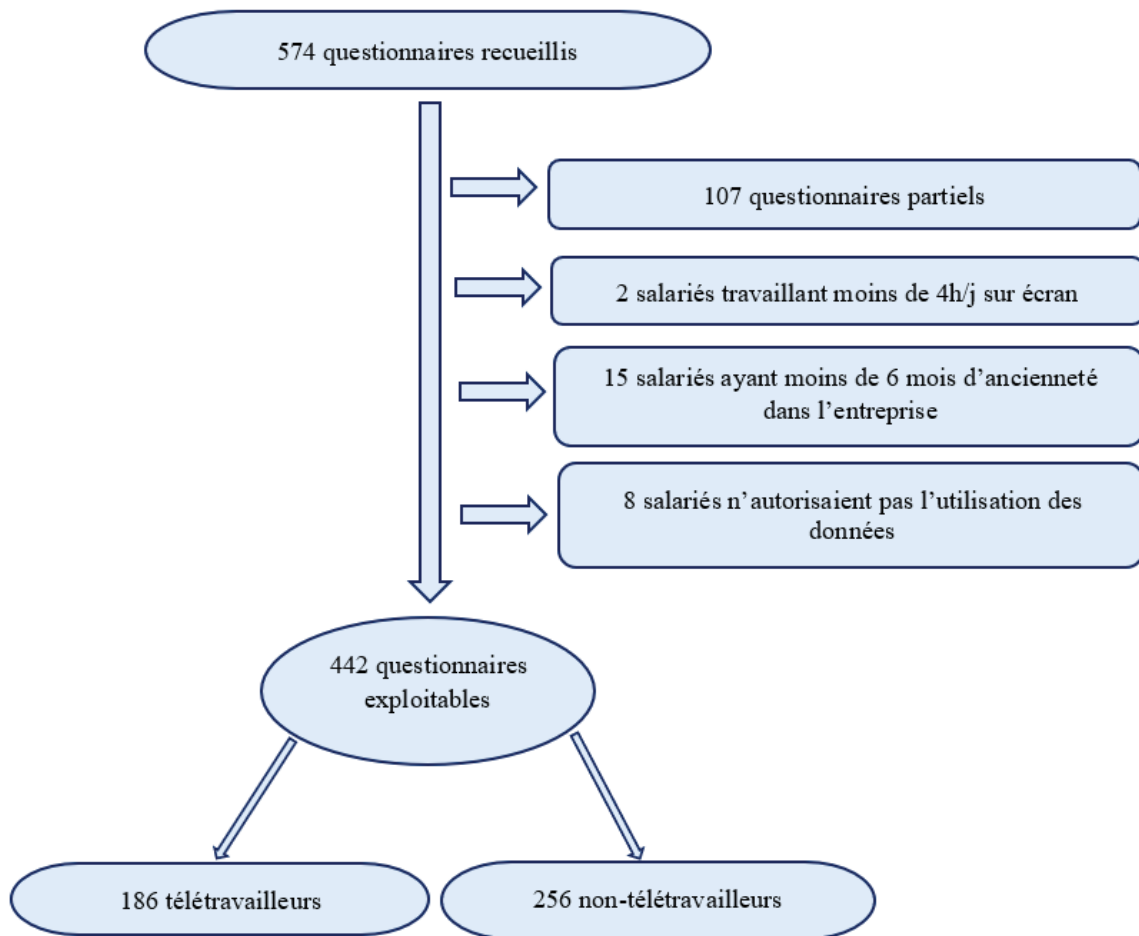 574 questionnaires recueillis
107 questionnaires partiels
2 salariés travaillant moins de 4h/j sur écran
15 salariés ayant moins de 6 mois d’ancienneté
dans l’entreprise
8 salariés n’autorisaient pas l’utilisation des
données
442 questionnaires
exploitables
186 télétravailleurs
256 non-télétravailleurs